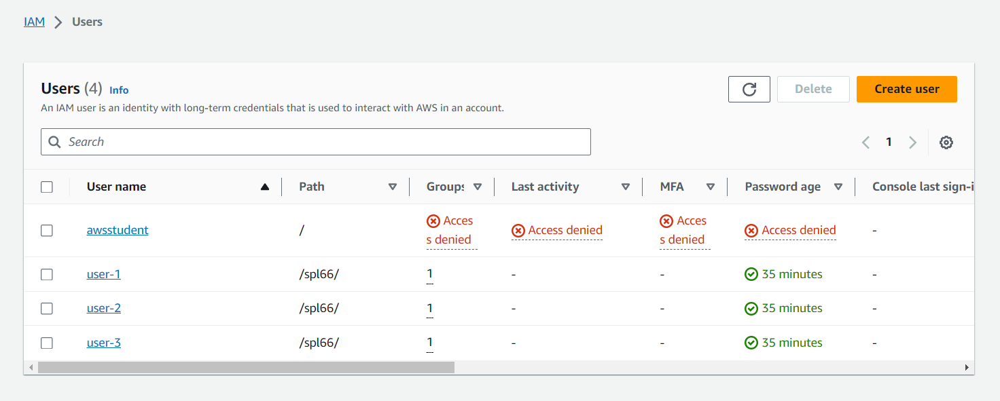 IAM > Users
Users (4) Info
Delete
Create user
An IAM user is an identity with long-term credentials that is used to interact with AWS in an account.
Search
1
User name Path Groups Last activity MFA Password age Console last sign-i
awsstudent / Acces
s denied Access denied Acces
s denied Access denied -
user-1 /spl66/ 1 - - 35 minutes -
user-2 /spl66/ 1 - - 35 minutes -
user-3 /spl66/ 1 - - 35 minutes -